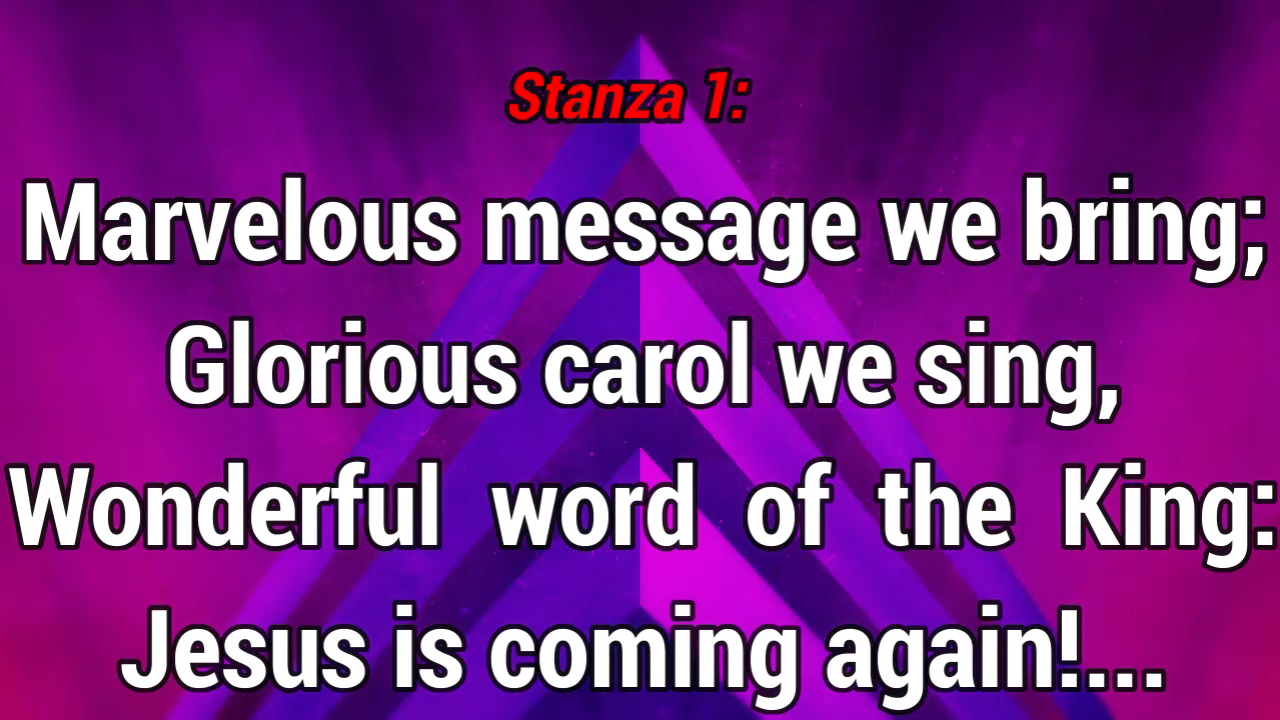 Stanza 1:
Marvelous message we bring;
Glorious carol we sing,
Wonderful word of the King:
Jesus is coming again!...